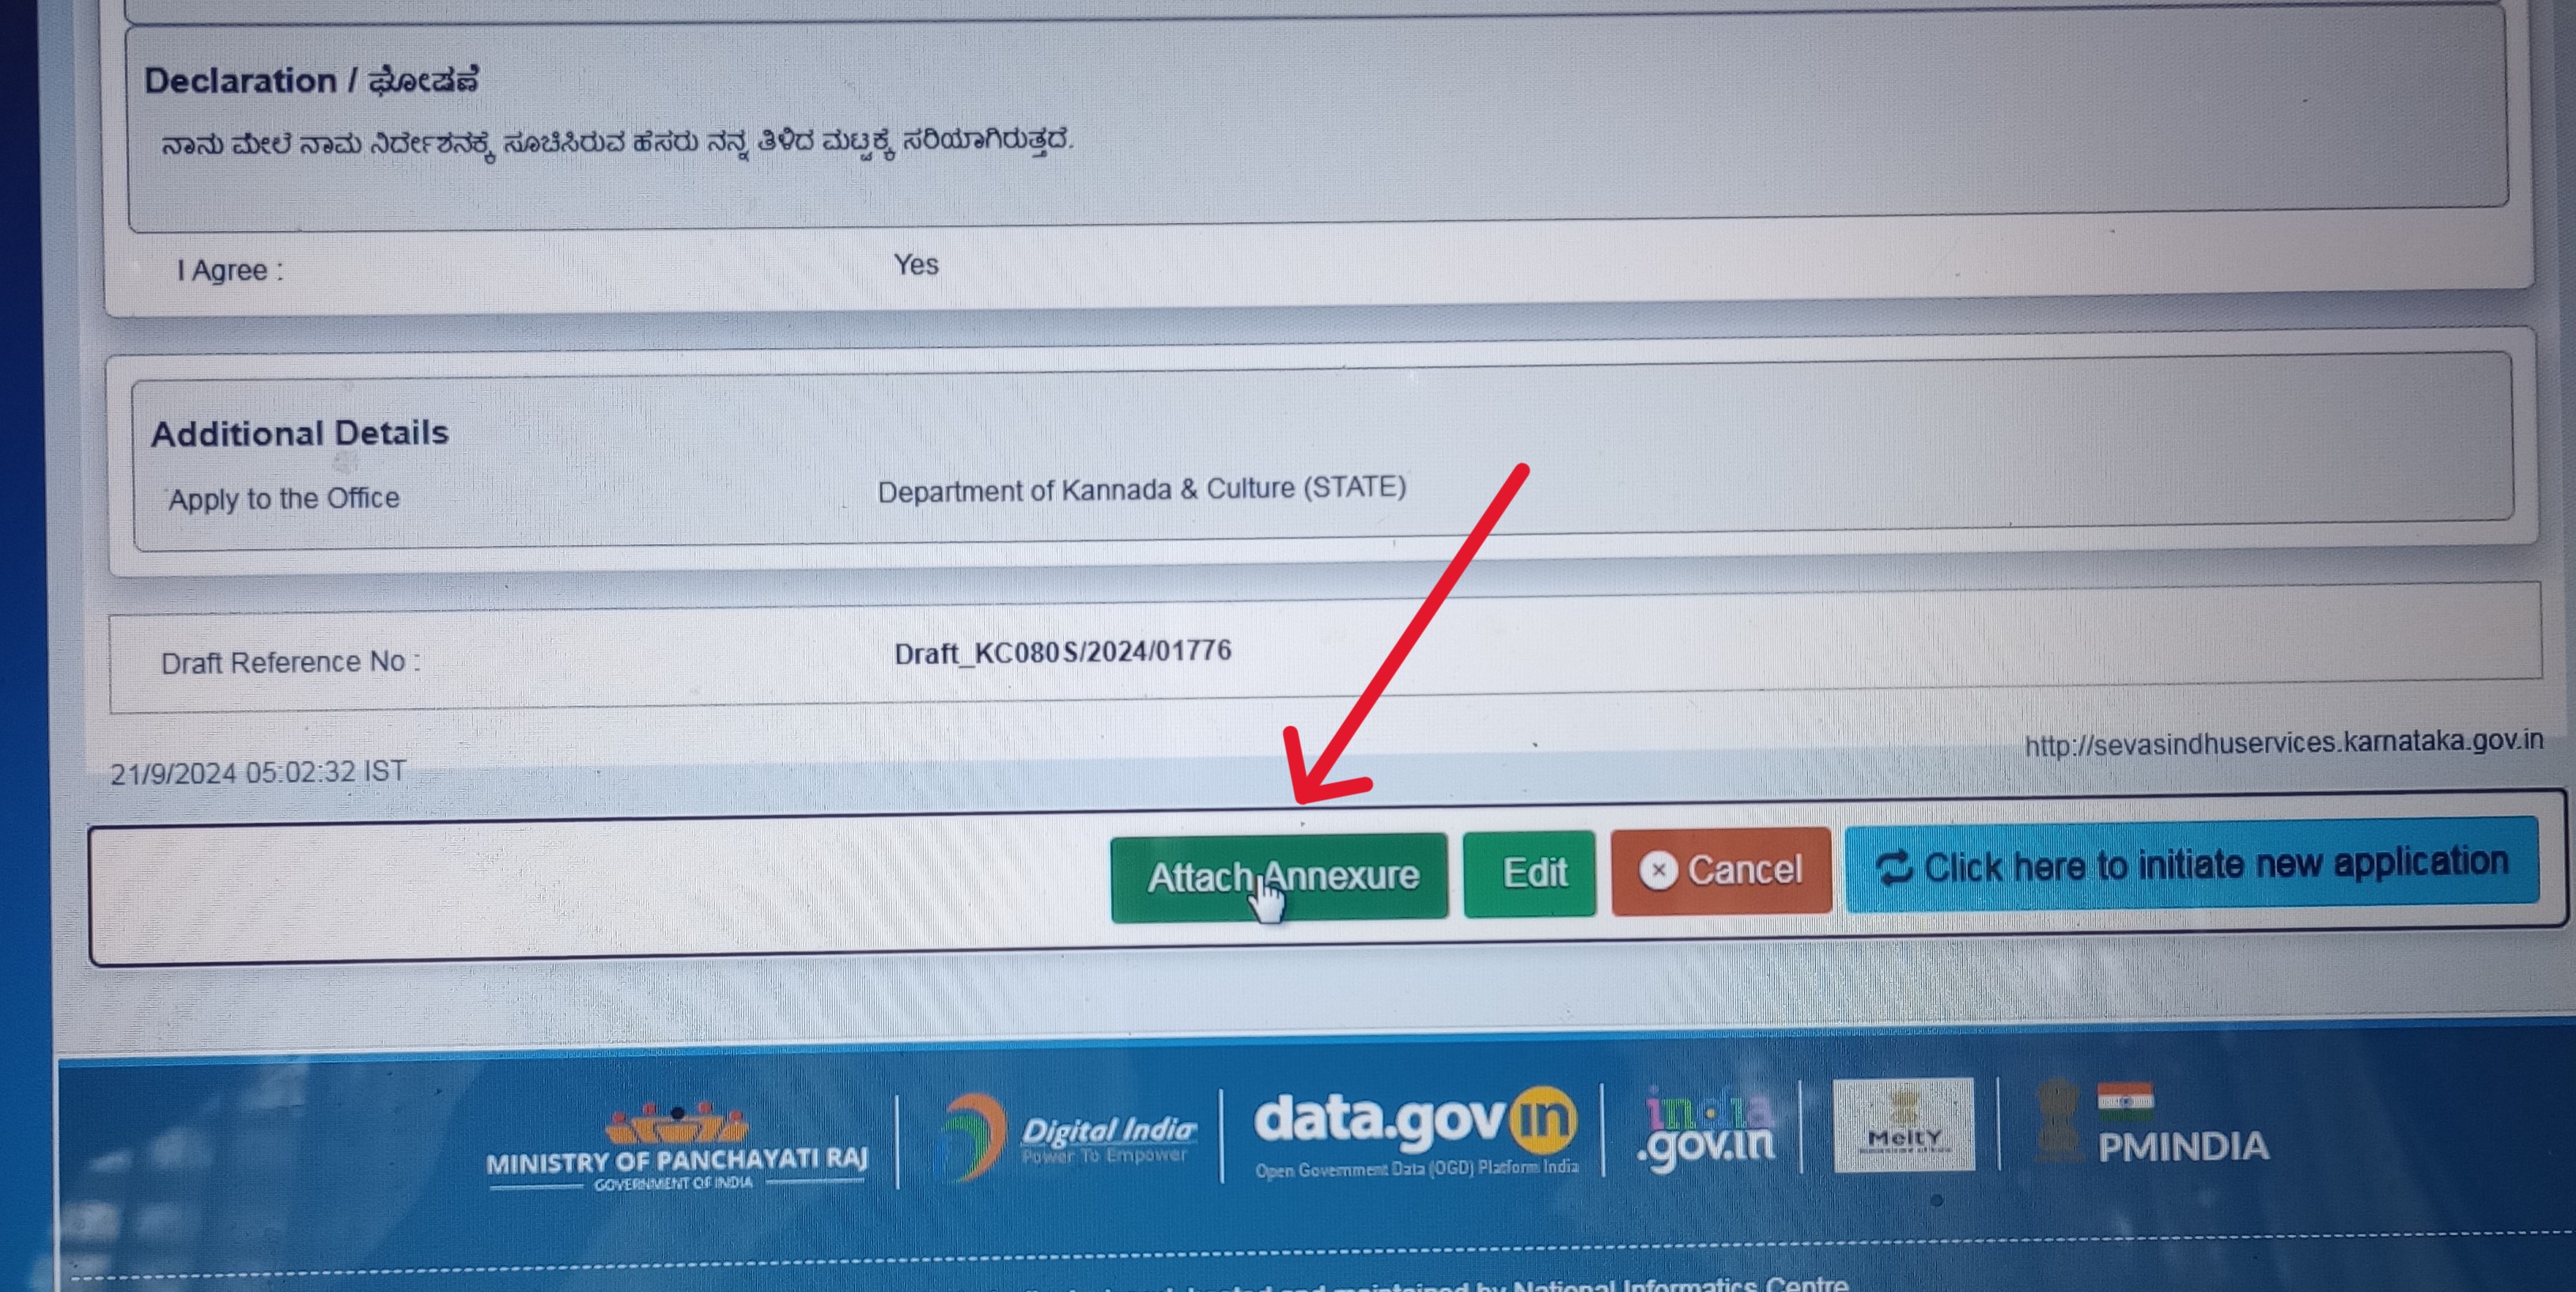 Declaration / ಘೋಷಣೆ
ನಾನು ಮೇಲೆ ನಾಮ ನಿರ್ದೇಶನಕ್ಕೆ ಸೂಚಿಸಿರುವ ಹೆಸರು ನನ್ನ ತಿಳಿದ ಮಟ್ಟಕ್ಕೆ ಸರಿಯಾಗಿರುತ್ತದೆ.
I Agree : Yes
Additional Details
Apply to the Office Department of Kannada & Culture (STATE)
Draft Reference No : Draft_KC080S/2024/01776
21/9/2024 05:02:32 IST http://sevasindhuservices.karnataka.gov.in
Attach Annexure Edit Cancel Click here to initiate new application
MINISTRY OF PANCHAYATI RAJ
GOVERNMENT OF INDIA
Digital India
Power To Empower
data.gov in
Open Government Data (OGD) Platform India
india
.gov.in
MeitY
PMINDIA
and maintained by National Informatics Centre